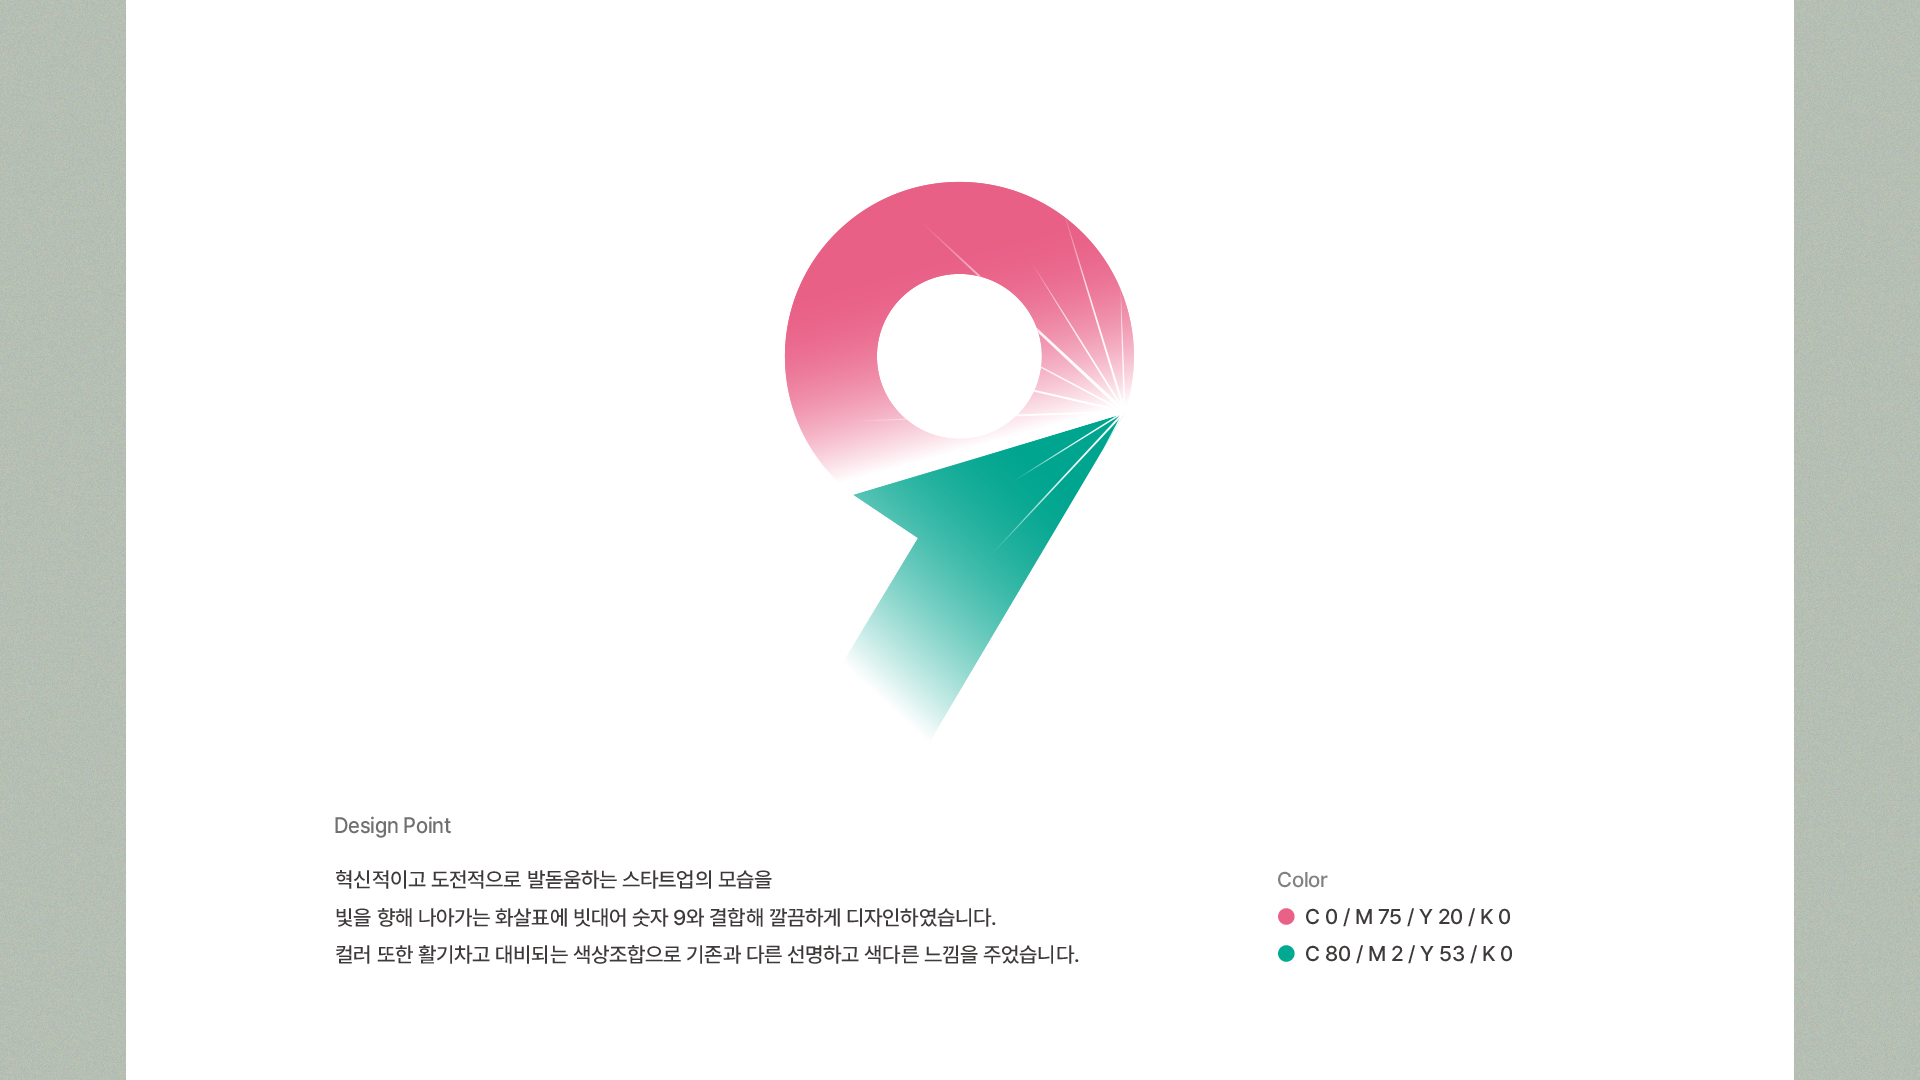 9
Design Point
혁신적이고 도전적으로 발돋움하는 스타트업의 모습을
빛을 향해 나아가는 화살표에 빗대어 숫자 9와 결합해 깔끔하게 디자인하였습니다.
컬러 또한 활기차고 대비되는 색상조합으로 기존과 다른 선명하고 색다른 느낌을 주었습니다.
Color
C 0 / M 75 / Y 20 / K 0
C 80 / M 2 / Y 53 / K 0